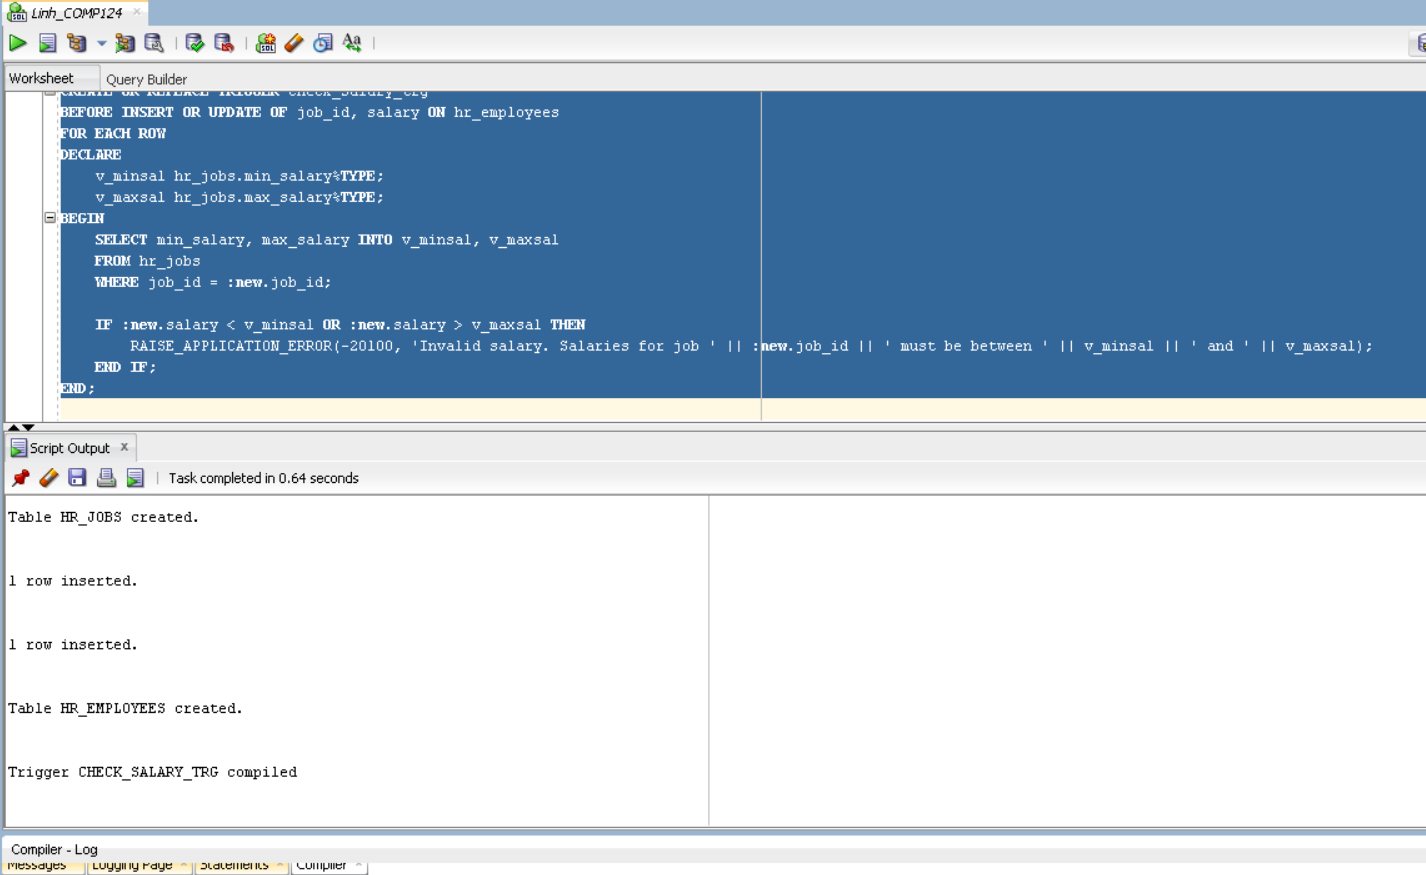 Linh_COMP124
Worksheet
Query Builder
CREATE OR REPLACE TRIGGER check_salary_trg
BEFORE INSERT OR UPDATE OF job_id, salary ON hr_employees
FOR EACH ROW
DECLARE
v_minsal hr_jobs.min_salary%TYPE;
v_maxsal hr_jobs.max_salary%TYPE;
BEGIN
SELECT min_salary, max_salary INTO v_minsal, v_maxsal
FROM hr_jobs
WHERE job_id = :new.job_id;
IF :new.salary < v_minsal OR :new.salary > v_maxsal THEN
RAISE_APPLICATION_ERROR(-20100, 'Invalid salary. Salaries for job ' || :new.job_id || ' must be between ' || v_minsal || ' and ' || v_maxsal);
END IF;
END;
Script Output x
Task completed in 0.64 seconds
Table HR_JOBS created.
1 row inserted.
1 row inserted.
Table HR_EMPLOYEES created.
Trigger CHECK_SALARY_TRG compiled
Compiler - Log
Messages
Logging Page
Statements
Compiler